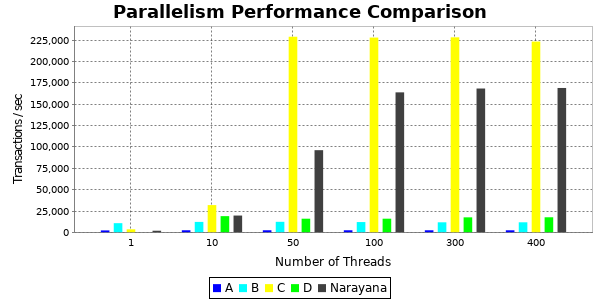 Parallelism Performance Comparison
Transactions / sec
225,000
200,000
175,000
150,000
125,000
100,000
75,000
50,000
25,000
0
1 10 50 100 300 400
Number of Threads
A B C D Narayana